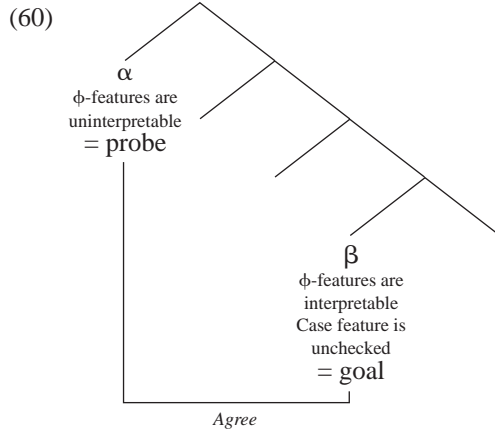 (60)
α
ϕ-features are
uninterpretable
= probe
β
ϕ-features are
interpretable
Case feature is
unchecked
= goal
Agree